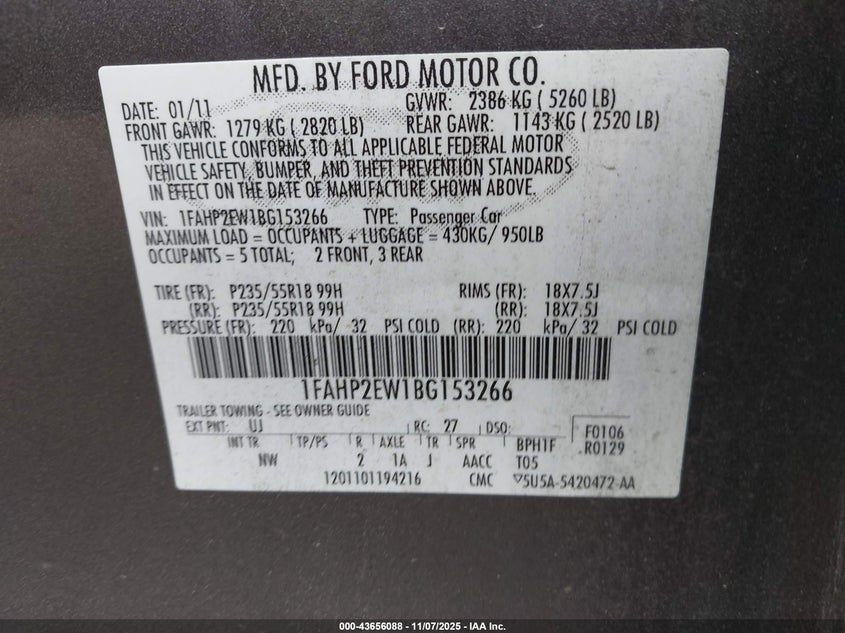 MFD. BY FORD MOTOR CO.
DATE: 01/11 GVWR: 2386 KG ( 5260 LB)
FRONT GAWR: 1279 KG ( 2820 LB) REAR GAWR: 1143 KG ( 2520 LB)
THIS VEHICLE CONFORMS TO ALL APPLICABLE FEDERAL MOTOR
VEHICLE SAFETY, BUMPER, AND THEFT PREVENTION STANDARDS
IN EFFECT ON THE DATE OF MANUFACTURE SHOWN ABOVE.
VIN: 1FAHP2EW1BG153266 TYPE: Passenger Car
MAXIMUM LOAD = OCCUPANTS + LUGGAGE = 430KG/ 950LB
OCCUPANTS = 5 TOTAL; 2 FRONT, 3 REAR
TIRE (FR): P235/55R18 99H RIMS (FR): 18X7.5J
(RR): P235/55R18 99H (RR): 18X7.5J
PRESSURE (FR): 220 kPa/ 32 PSI COLD (RR): 220 kPa/ 32 PSI COLD
1FAHP2EW1BG153266
TRAILER TOWING - SEE OWNER GUIDE
EXT PNT: UJ RC: 27 DSO: F0106
INT TR TP/PS R AXLE TR SPR BPH1F R0129
NW 2 1A J AACC T05
1201101194216 CMC ▽5U5A-5420472-AA
000-43656088 - 11/07/2025 - IAA Inc.